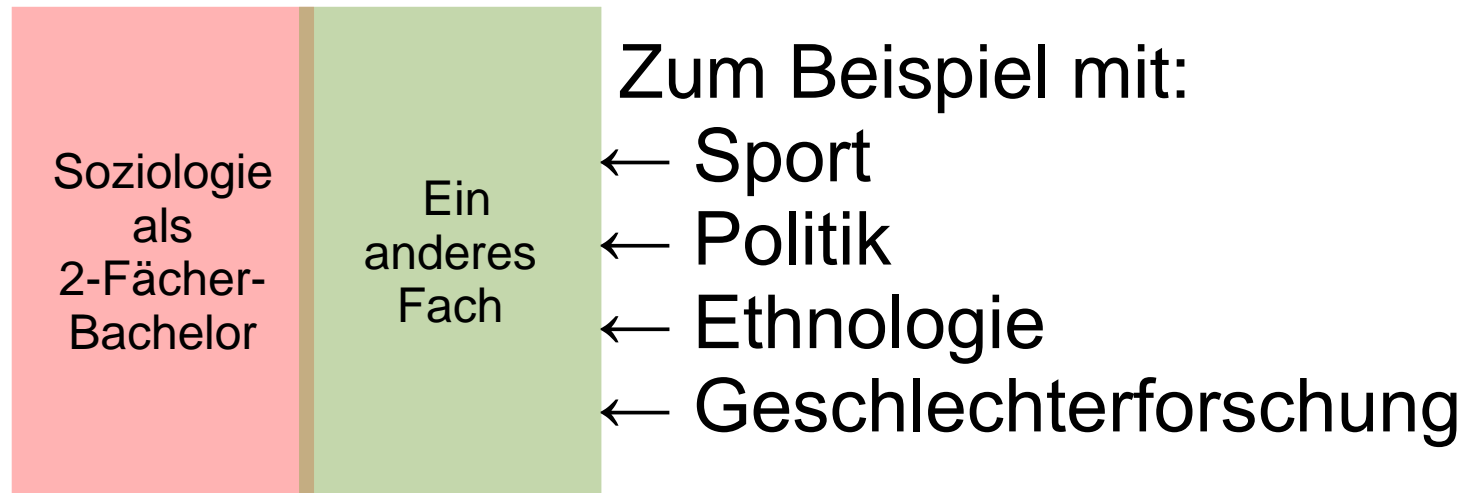 Soziologie
als
2-Fächer-
Bachelor
Ein
anderes
Fach
Zum Beispiel mit:
← Sport
← Politik
← Ethnologie
← Geschlechterforschung